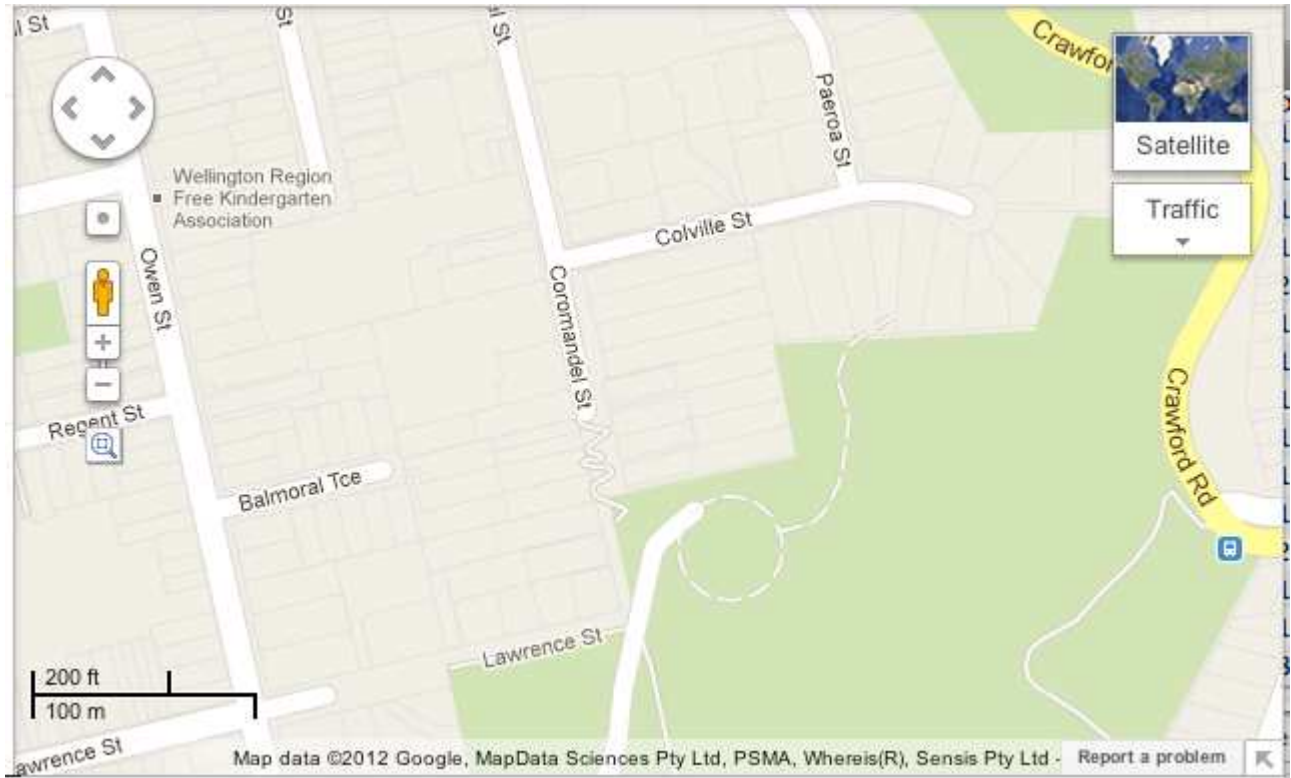 l St
St
al St
Crawfor
Satellite
Traffic
Paeroa St
Wellington Region
Free Kindergarten
Association
Colville St
Owen St
Coromandel St
Regent St
Balmoral Tce
Crawford Rd
Lawrence St
200 ft
100 m
awrence St
Map data ©2012 Google, MapData Sciences Pty Ltd, PSMA, Whereis(R), Sensis Pty Ltd -
Report a problem